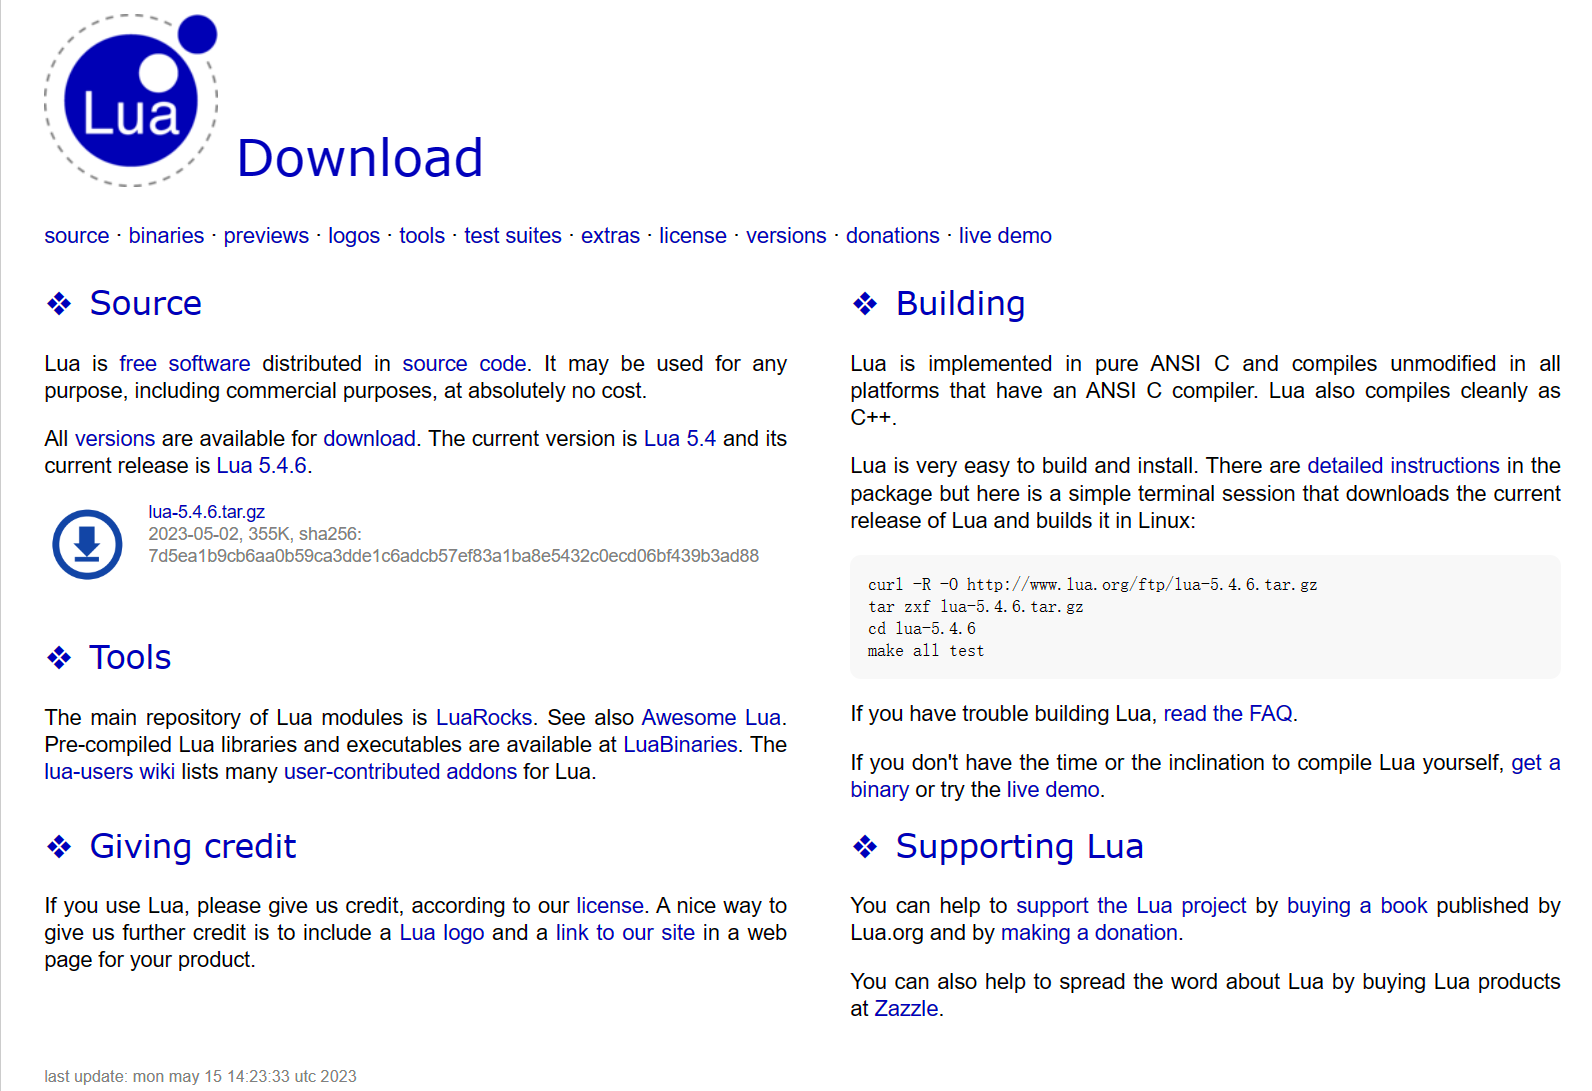 Lua
Download
source · binaries · previews · logos · tools · test suites · extras · license · versions · donations · live demo
❖ Source
Lua is free software distributed in source code. It may be used for any
purpose, including commercial purposes, at absolutely no cost.
All versions are available for download. The current version is Lua 5.4 and its
current release is Lua 5.4.6.
lua-5.4.6.tar.gz
2023-05-02, 355K, sha256:
7d5ea1b9cb6aa0b59ca3dde1c6adcb57ef83a1ba8e5432c0ecd06bf439b3ad88
❖ Tools
The main repository of Lua modules is LuaRocks. See also Awesome Lua.
Pre-compiled Lua libraries and executables are available at LuaBinaries. The
lua-users wiki lists many user-contributed addons for Lua.
❖ Giving credit
If you use Lua, please give us credit, according to our license. A nice way to
give us further credit is to include a Lua logo and a link to our site in a web
page for your product.
❖ Building
Lua is implemented in pure ANSI C and compiles unmodified in all
platforms that have an ANSI C compiler. Lua also compiles cleanly as
C++.
Lua is very easy to build and install. There are detailed instructions in the
package but here is a simple terminal session that downloads the current
release of Lua and builds it in Linux:
curl -R -O http://www.lua.org/ftp/lua-5.4.6.tar.gz
tar zxf lua-5.4.6.tar.gz
cd lua-5.4.6
make all test
If you have trouble building Lua, read the FAQ.
If you don't have the time or the inclination to compile Lua yourself, get a
binary or try the live demo.
❖ Supporting Lua
You can help to support the Lua project by buying a book published by
Lua.org and by making a donation.
You can also help to spread the word about Lua by buying Lua products
at Zazzle.
last update: mon may 15 14:23:33 utc 2023